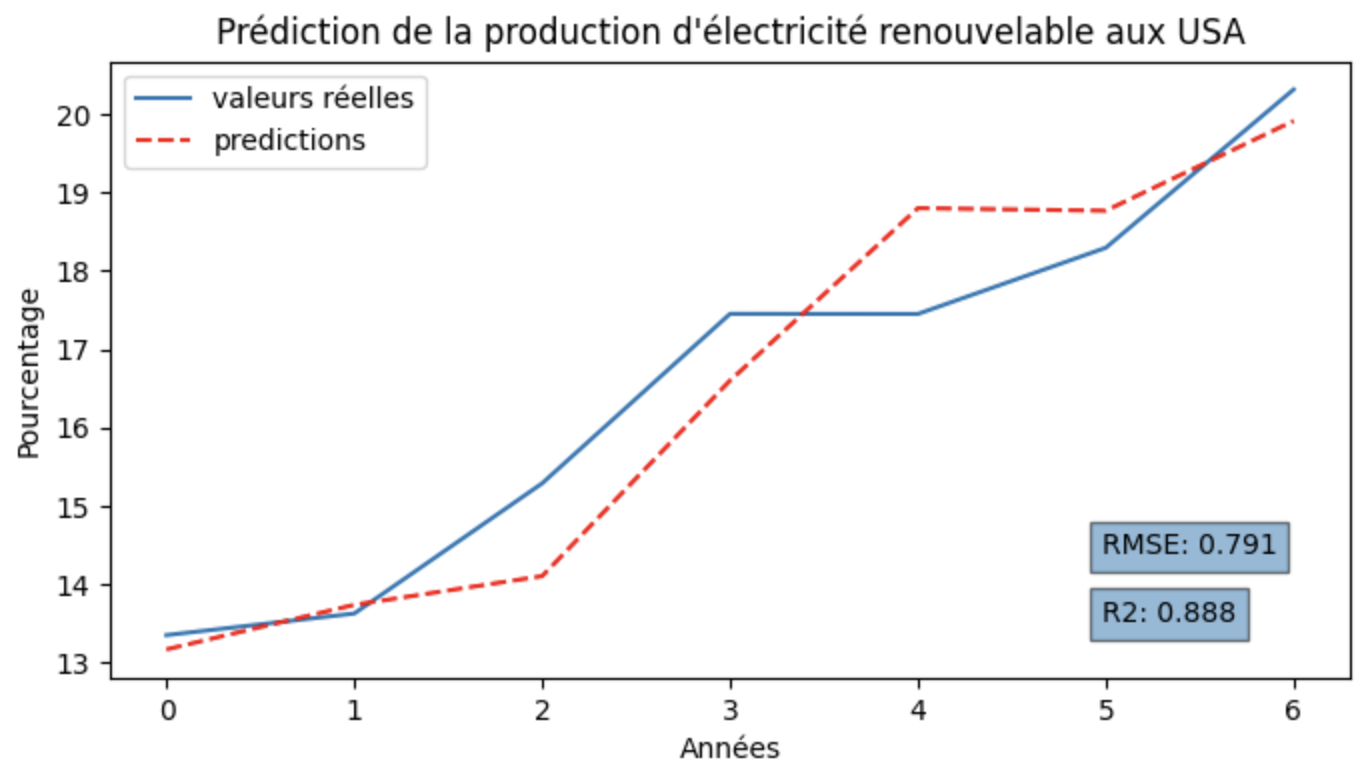 Prédiction de la production d'électricité renouvelable aux USA
valeurs réelles
predictions
20
19
18
17
16
15
14
13
Pourcentage
RMSE: 0.791
R2: 0.888
0 1 2 3 4 5 6
Années